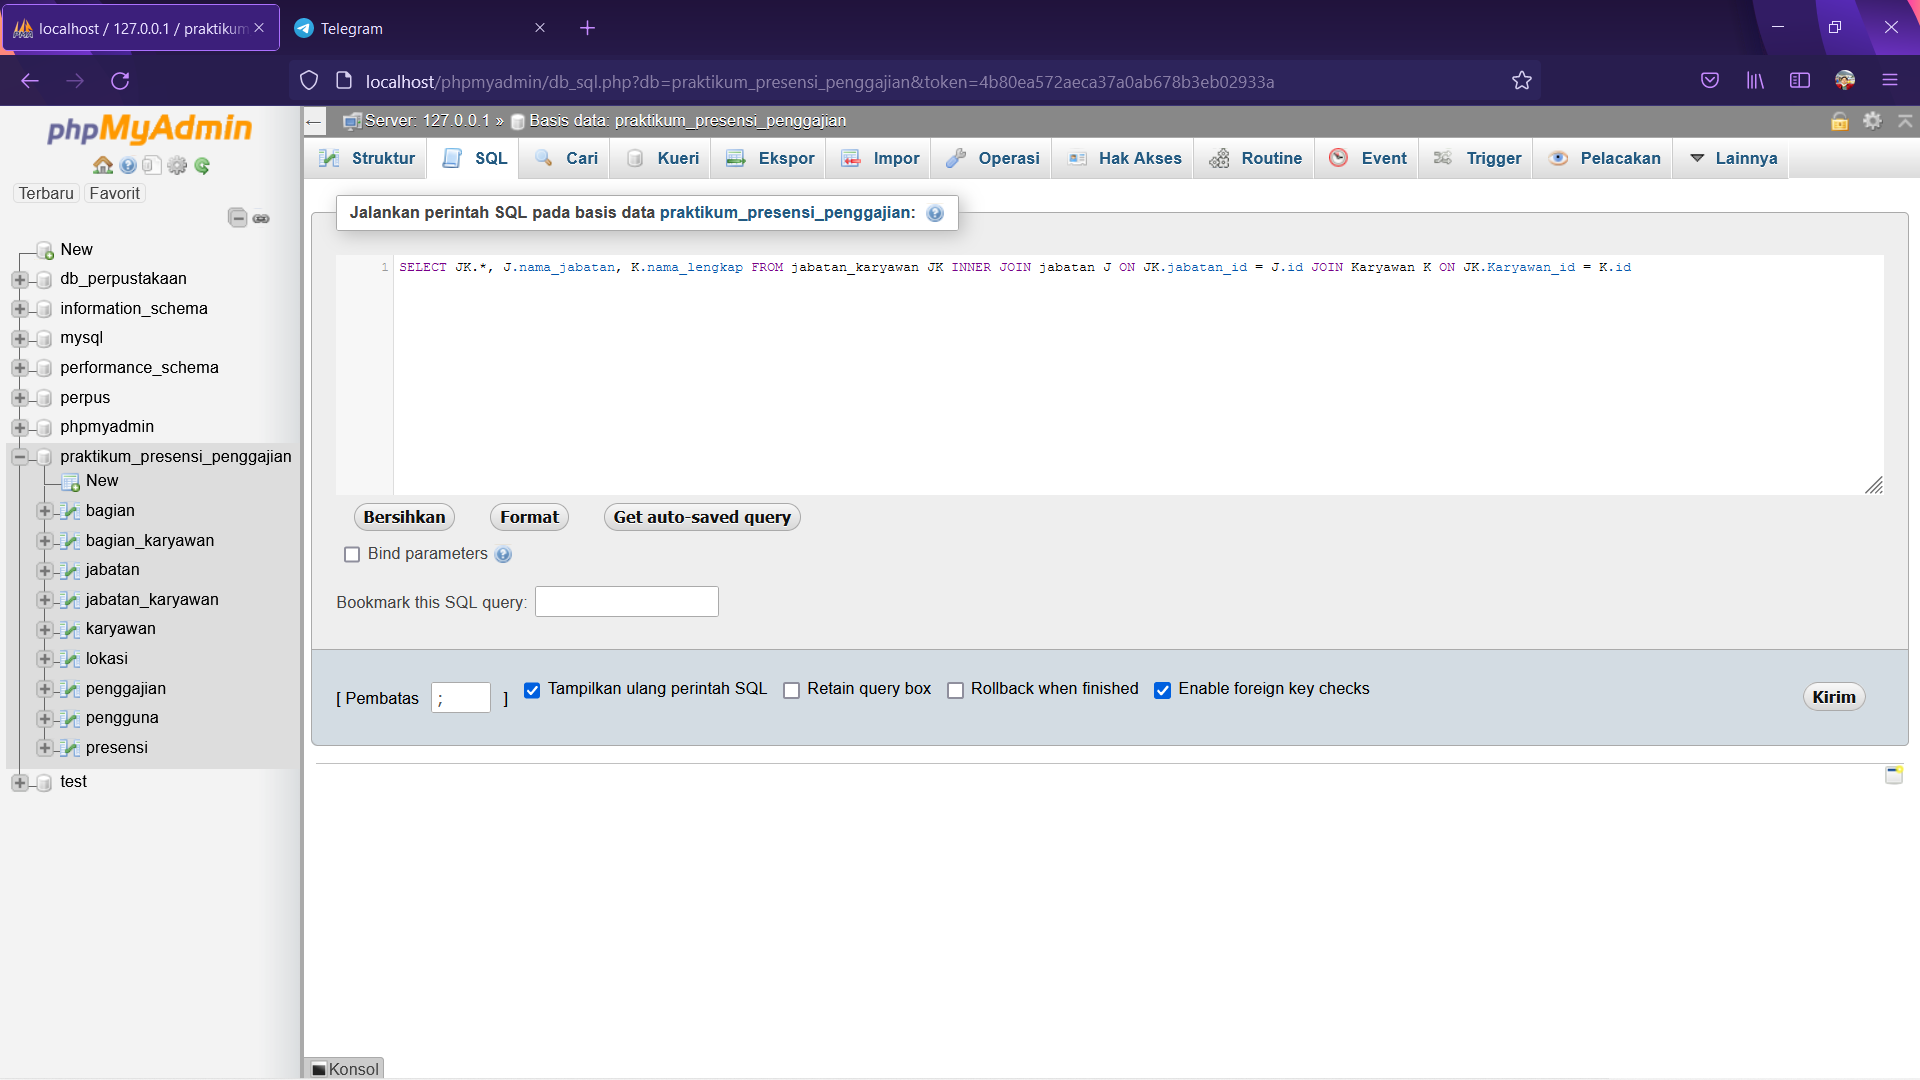 localhost / 127.0.0.1 / praktikum
Telegram
localhost/phpmyadmin/db_sql.php?db=praktikum_presensi_penggajian&token=4b80ea572aeca37a0ab678b3eb02933a
phpMyAdmin
Terbaru Favorit
New
db_perpustakaan
information_schema
mysql
performance_schema
perpus
phpmyadmin
praktikum_presensi_penggajian
New
bagian
bagian_karyawan
jabatan
jabatan_karyawan
karyawan
lokasi
penggajian
pengguna
presensi
test
Server: 127.0.0.1 » Basis data: praktikum_presensi_penggajian
Struktur SQL Cari Kueri Ekspor Impor Operasi Hak Akses Routine Event Trigger Pelacakan Lainnya
Jalankan perintah SQL pada basis data praktikum_presensi_penggajian:
1 SELECT JK.*, J.nama_jabatan, K.nama_lengkap FROM jabatan_karyawan JK INNER JOIN jabatan J ON JK.jabatan_id = J.id JOIN Karyawan K ON JK.Karyawan_id = K.id
Bersihkan Format Get auto-saved query
Bind parameters
Bookmark this SQL query:
[ Pembatas ; ] Tampilkan ulang perintah SQL Retain query box Rollback when finished Enable foreign key checks Kirim
Konsol